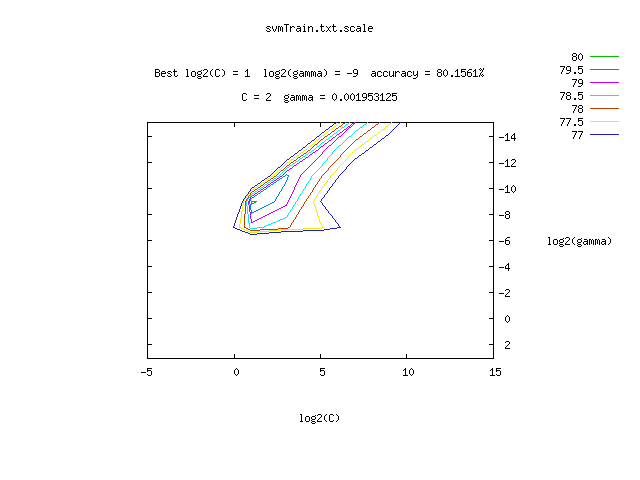 svmTrain.txt.scale
Best log2(C) = 1 log2(gamma) = -9 accuracy = 80.1561%
C = 2 gamma = 0.001953125
80
79.5
79
78.5
78
77.5
77
-14
-12
-10
-8
-6
-4
-2
0
2
log2(gamma)
-5 0 5 10 15
log2(C)